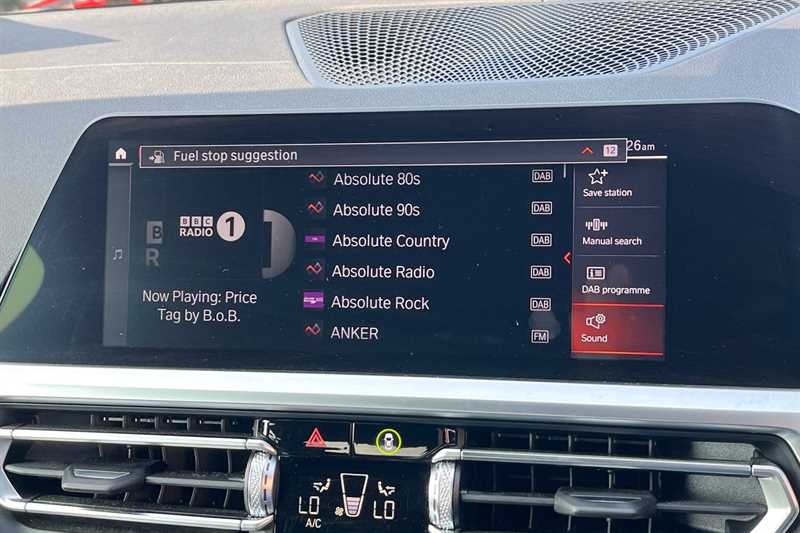 Fuel stop suggestion
12
26am
BBC
RADIO 1
Now Playing: Price
Tag by B.o.B.
B
R
Absolute 80s DAB
Absolute 90s DAB
Absolute Country DAB
Absolute Radio DAB
Absolute Rock DAB
ANKER FM
Save station
Manual search
DAB programme
Sound
LO LO
A/C